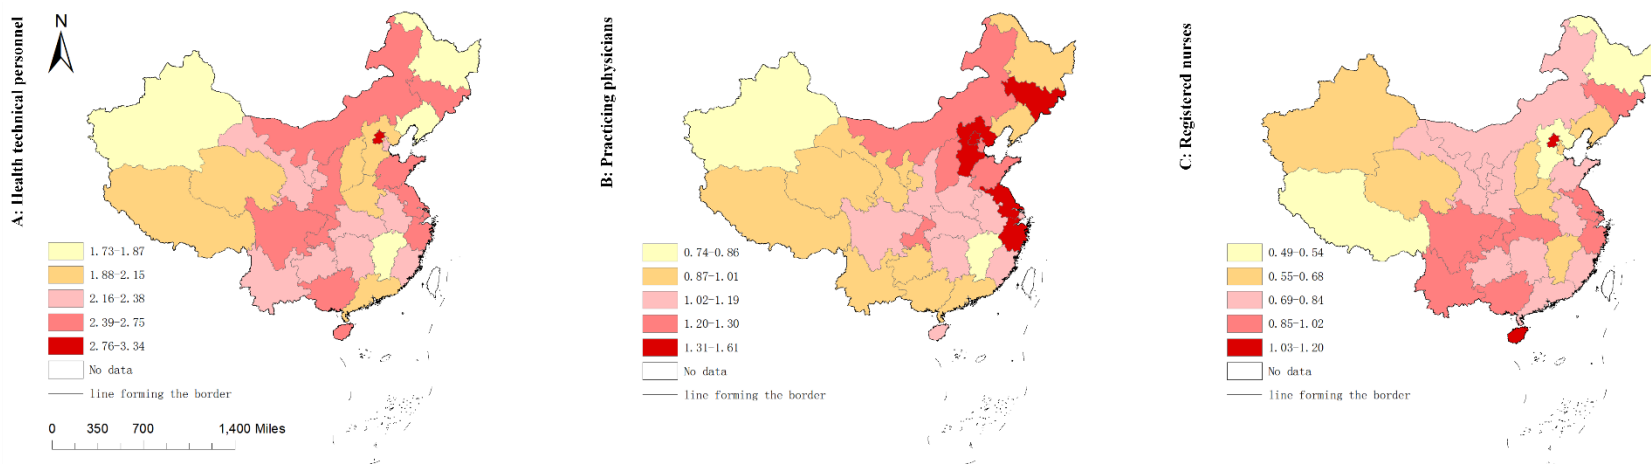 A: Health technical personnel
N
1.73-1.87
1.88-2.15
2.16-2.38
2.39-2.75
2.76-3.34
No data
line forming the border
0 350 700 1,400 Miles
B: Practicing physicians
0.74-0.86
0.87-1.01
1.02-1.19
1.20-1.30
1.31-1.61
No data
line forming the border
C: Registered nurses
0.49-0.54
0.55-0.68
0.69-0.84
0.85-1.02
1.03-1.20
No data
line forming the border